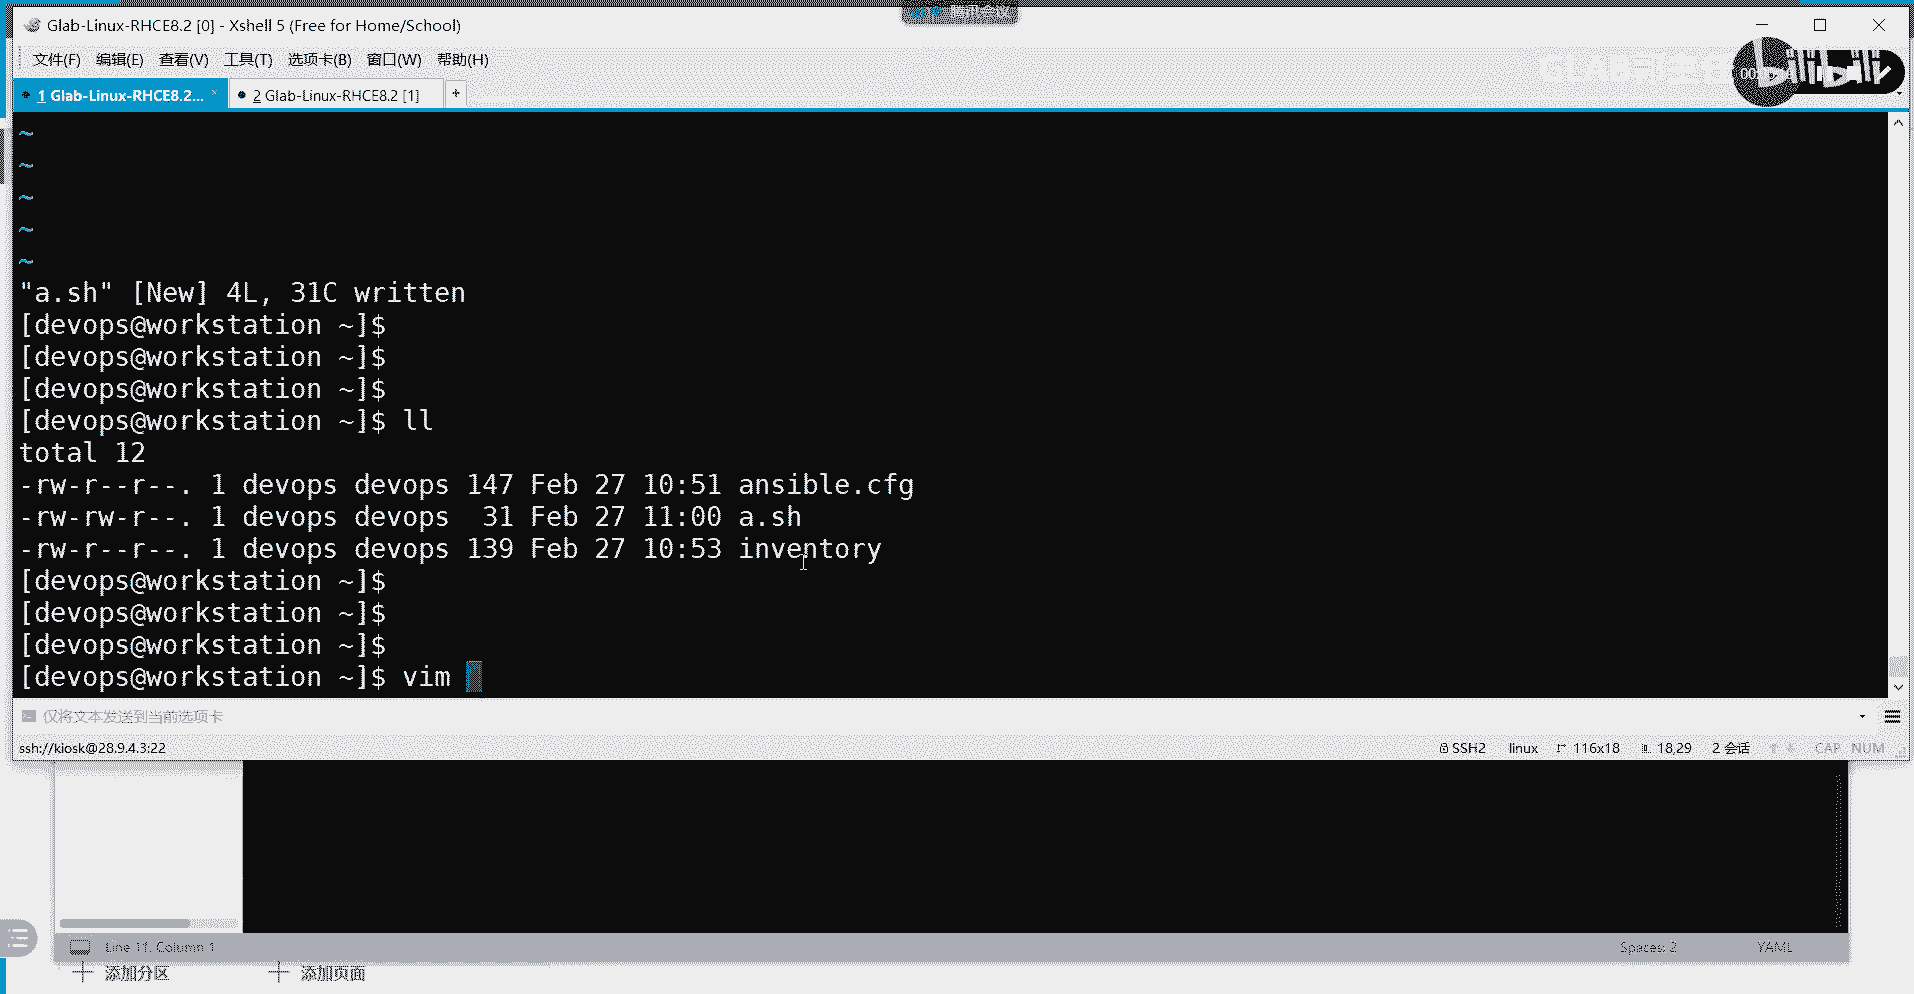 腾讯会议
Glab-Linux-RHCE8.2 [0] - Xshell 5 (Free for Home/School)
文件(F) 编辑(E) 查看(V) 工具(T) 选项卡(B) 窗口(W) 帮助(H)
bilibili
1 Glab-Linux-RHCE8.2... × 2 Glab-Linux-RHCE8.2 [1] +
~
~
~
~
~
"a.sh" [New] 4L, 31C written
[devops@workstation ~]$
[devops@workstation ~]$
[devops@workstation ~]$
[devops@workstation ~]$ ll
total 12
-rw-r--r--. 1 devops devops 147 Feb 27 10:51 ansible.cfg
-rw-rw-r--. 1 devops devops  31 Feb 27 11:00 a.sh
-rw-r--r--. 1 devops devops 139 Feb 27 10:53 inventory
[devops@workstation ~]$
[devops@workstation ~]$
[devops@workstation ~]$
[devops@workstation ~]$ vim
仅将文本发送到当前选项卡
ssh://kiosk@28.9.4.3:22 SSH2 linux 116x18 18,29 2 会话 CAP NUM
Line 11, Column 1 Spaces: 2 YAML
添加分区 添加页面